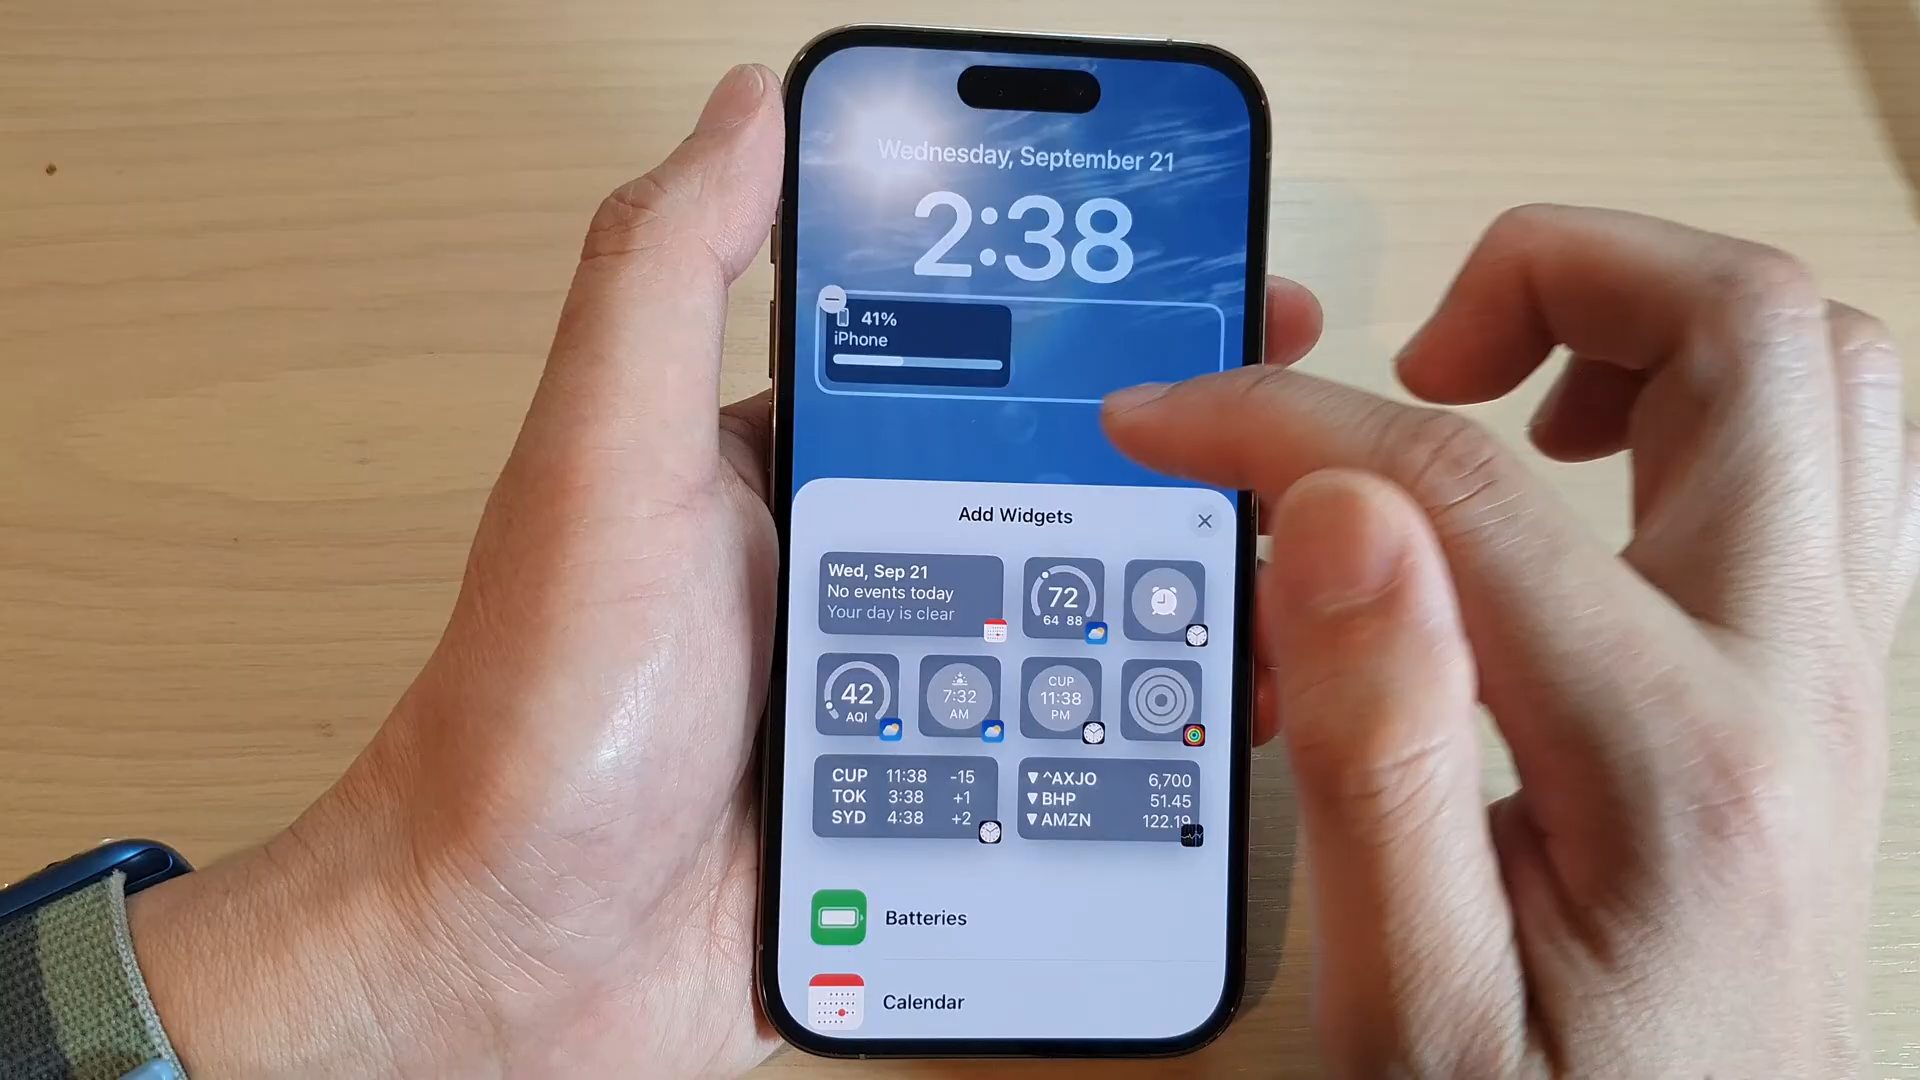 Wednesday, September 21
2:38
41%
iPhone
Add Widgets
Wed, Sep 21
No events today
Your day is clear
72
64 88
42
AQI
7:32
AM
CUP
11:38
PM
CUP 11:38 -15
TOK 3:38 +1
SYD 4:38 +2
^AXJO 6,700
BHP 51.45
AMZN 122.19
Batteries
Calendar